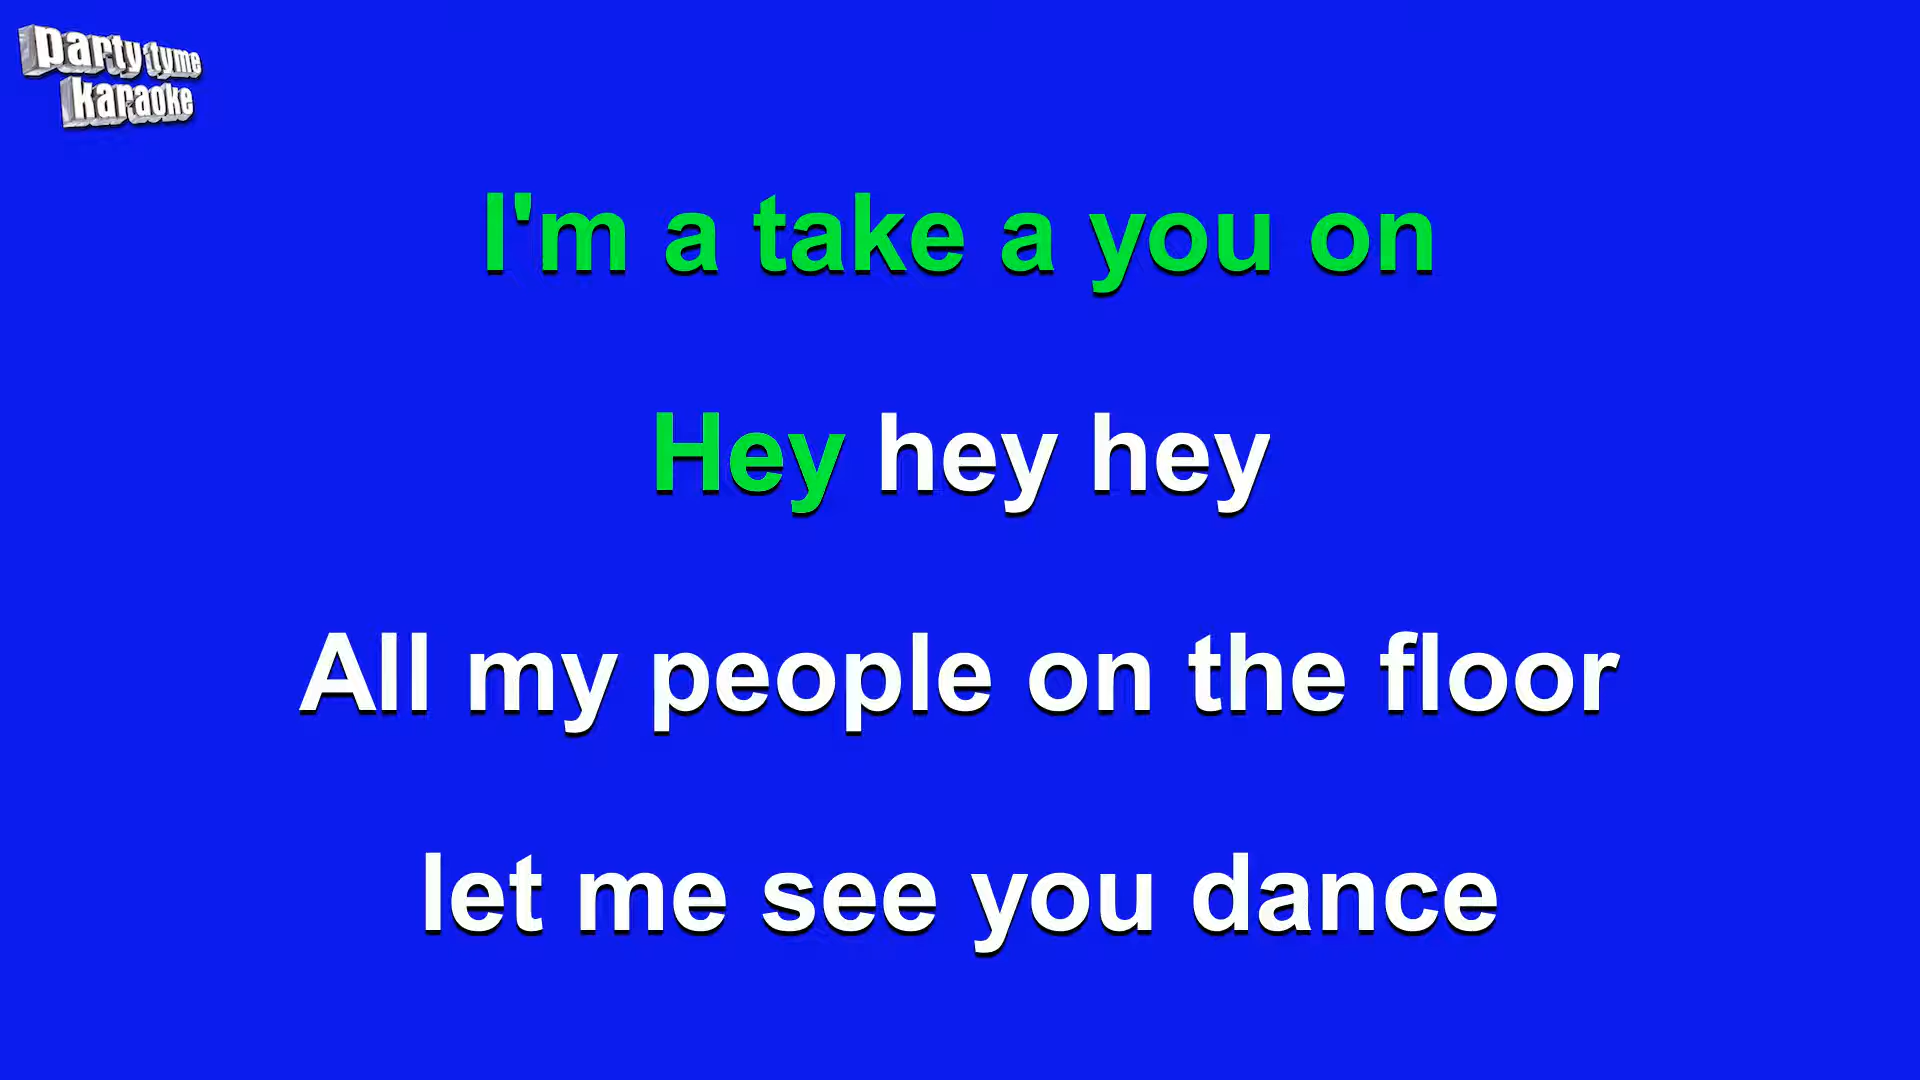 party tyme
karaoke
I'm a take a you on
Hey hey hey
All my people on the floor
let me see you dance